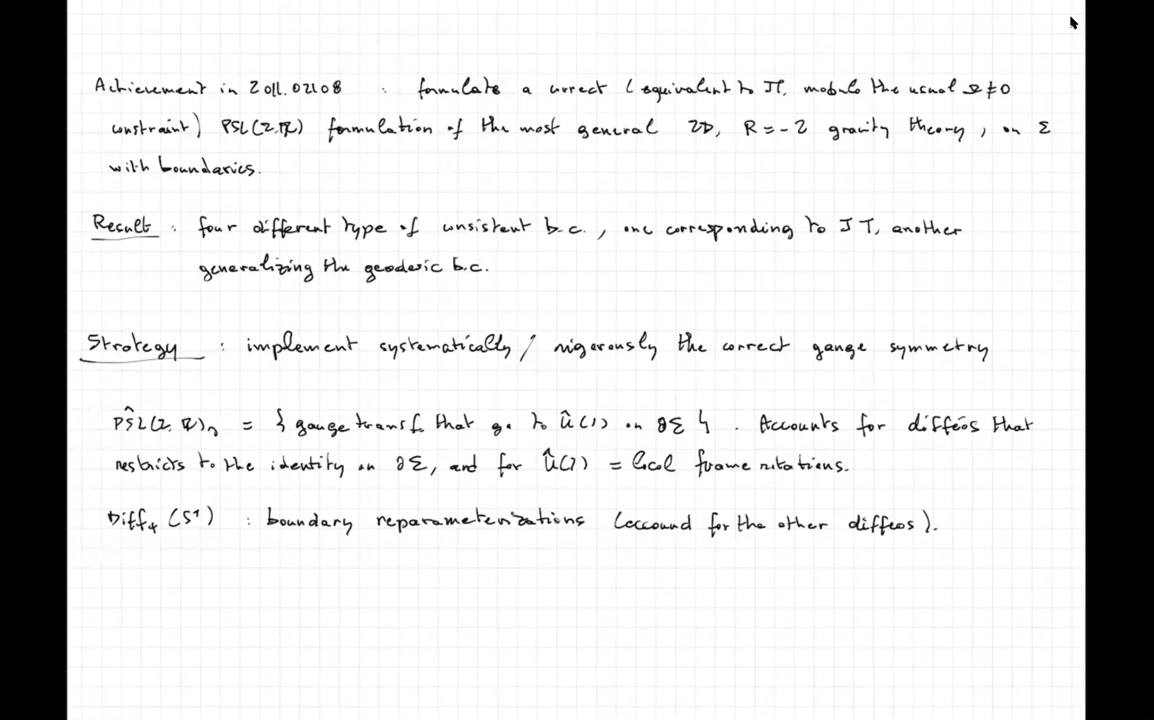 Achievement in 2011.02108 : formulate a correct (equivalent to JT, modulo the usual Ω ≠ 0
constraint) PSL(2,ℝ) formulation of the most general 2D, R = -2 gravity theory, on Σ
with boundaries.
Result : four different type of consistent b.c., one corresponding to JT, another
generalizing the geodesic b.c.
Strategy : implement systematically / rigorously the correct gauge symmetry
= { gauge transf. that go to Û(1) on ∂Σ }. Accounts for diffeos that
restricts to the identity on ∂Σ, and for Û(1) = local frame rotations.
Diff₊ (S¹) : boundary reparameterizations (account for the other diffeos).